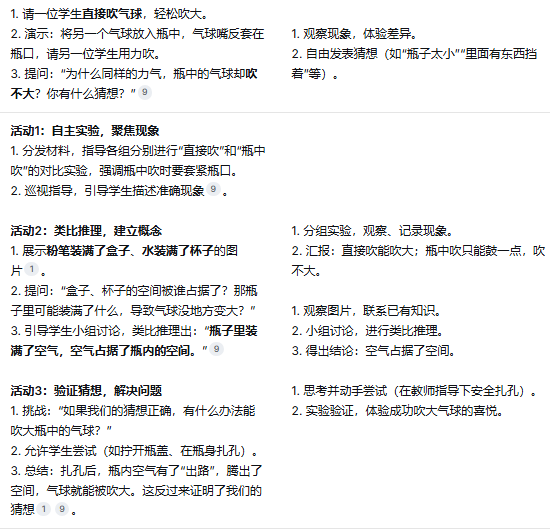 1. 请一位学生直接吹气球，轻松吹大。
2. 演示：将另一个气球放入瓶中，气球嘴反套在
瓶口，请另一位学生用力吹。
3. 提问：“为什么同样的力气，瓶中的气球却吹
不大？你有什么猜想？” 9
1. 观察现象，体验差异。
2. 自由发表猜想（如“瓶子太小”“里面有东西挡
着”等）。
活动1：自主实验，聚焦现象
1. 分发材料，指导各组分别进行“直接吹”和“瓶中
吹”的对比实验，强调瓶中吹时要套紧瓶口。
2. 巡视指导，引导学生描述准确现象 9 。
活动2：类比推理，建立概念
1. 展示粉笔装满了盒子、水装满了杯子的图
片 1 。
2. 提问：“盒子、杯子的空间被谁占据了？那瓶
子里可能装满了什么，导致气球没地方变大？”
3. 引导学生小组讨论，类比推理出：“瓶子里装
满了空气，空气占据了瓶内的空间。” 9
活动3：验证猜想，解决问题
1. 挑战：“如果我们的猜想正确，有什么办法能
吹大瓶中的气球？”
2. 允许学生尝试（如拧开瓶盖、在瓶身扎孔）。
3. 总结：扎孔后，瓶内空气有了“出路”，腾出了
空间，气球就能被吹大。这反过来证明了我们的
猜想 1 9 。
1. 分组实验，观察、记录现象。
2. 汇报：直接吹能吹大；瓶中吹只能鼓一点，吹
不大。
1. 观察图片，联系已有知识。
2. 小组讨论，进行类比推理。
3. 得出结论：空气占据了空间。
1. 思考并动手尝试（在教师指导下安全扎孔）。
2. 实验验证，体验成功吹大气球的喜悦。